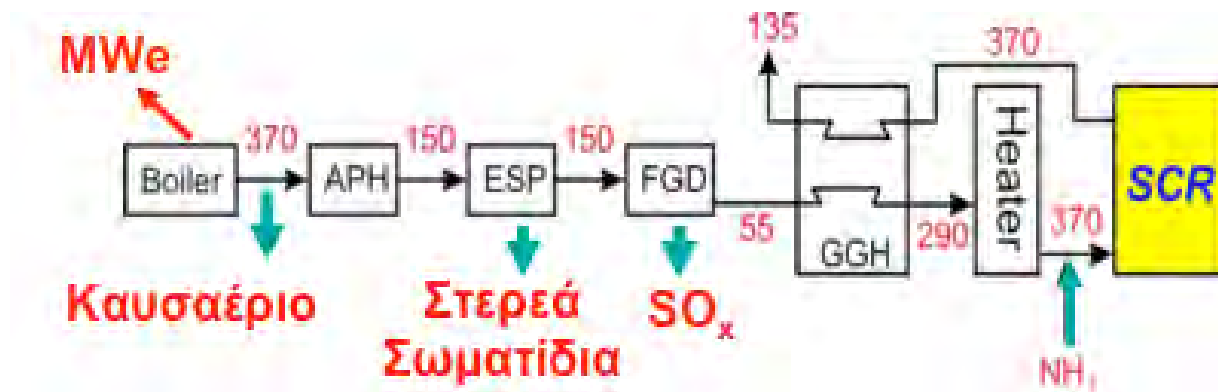 MWe
135
370
370
150
150
Boiler
APH
ESP
FGD
Heater
SCR
55
GGH
290
370
Καυσαέριο
Στερεά
Σωματίδια
SOx